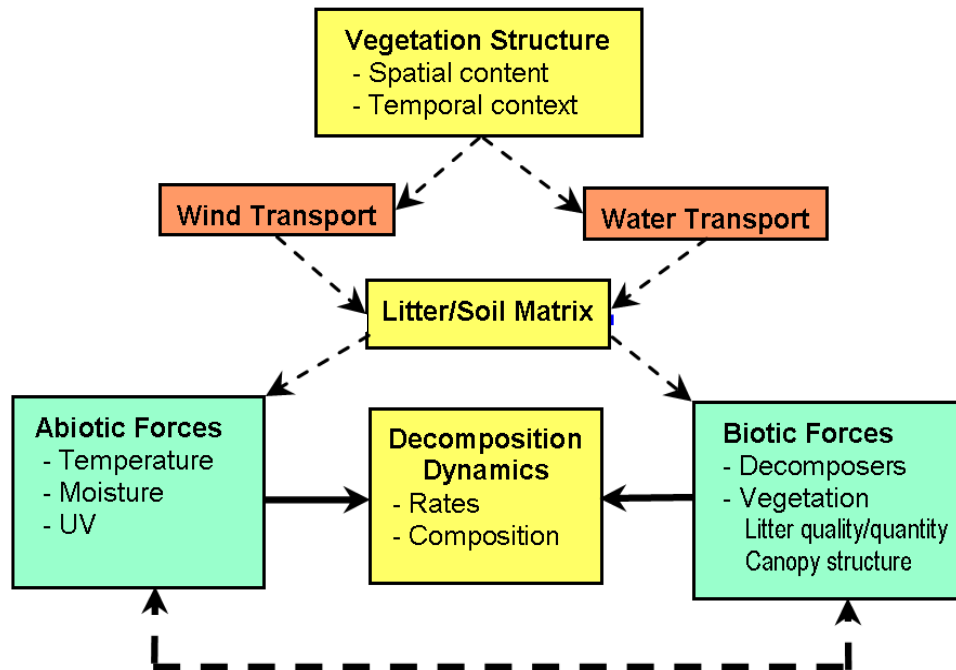 Vegetation Structure
- Spatial content
- Temporal context
Wind Transport
Water Transport
Litter/Soil Matrix
Abiotic Forces
- Temperature
- Moisture
- UV
Decomposition
Dynamics
- Rates
- Composition
Biotic Forces
- Decomposers
- Vegetation
Litter quality/quantity
Canopy structure